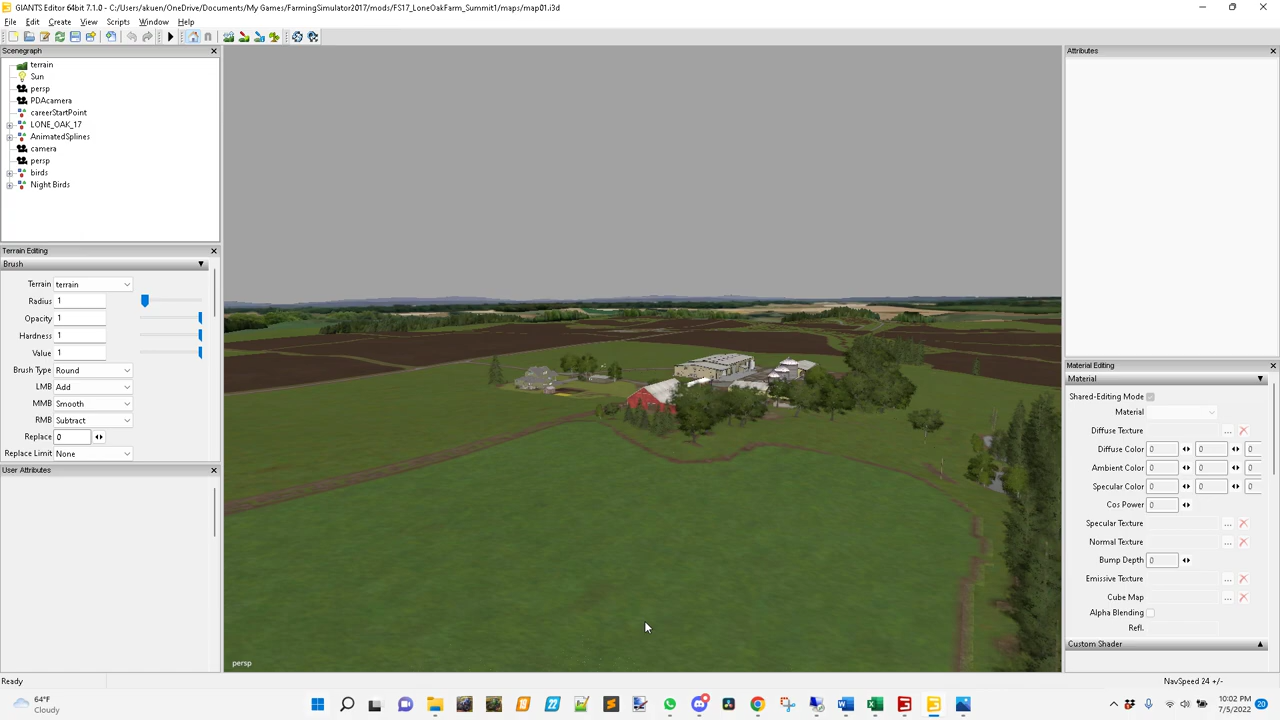 GIANTS Editor 64bit 7.1.0 - C:/Users/akuen/OneDrive/Documents/My Games/FarmingSimulator2017/mods/FS17_LoneOakFarm_Summit1/maps/map01.i3d
File Edit Create View Scripts Window Help
Scenegraph
terrain
Sun
persp
PDAcamera
careerStartPoint
LONE_OAK_17
AnimatedSplines
camera
persp
birds
Night Birds
Terrain Editing
Brush
Terrain terrain
Radius 1
Opacity 1
Hardness 1
Value 1
Brush Type Round
LMB Add
MMB Smooth
RMB Subtract
Replace 0
Replace Limit None
User Attributes
persp
Attributes
Material Editing
Material
Shared-Editing Mode
Material
Diffuse Texture ...
Diffuse Color 0 0 0
Ambient Color 0 0 0
Specular Color 0 0 0
Cos Power 0
Specular Texture ...
Normal Texture ...
Bump Depth 0
Emissive Texture ...
Cube Map ...
Alpha Blending
Refl.
Custom Shader
Ready
NavSpeed 24 +/-
64°F
Cloudy
19
22
10:02 PM
7/5/2022
20